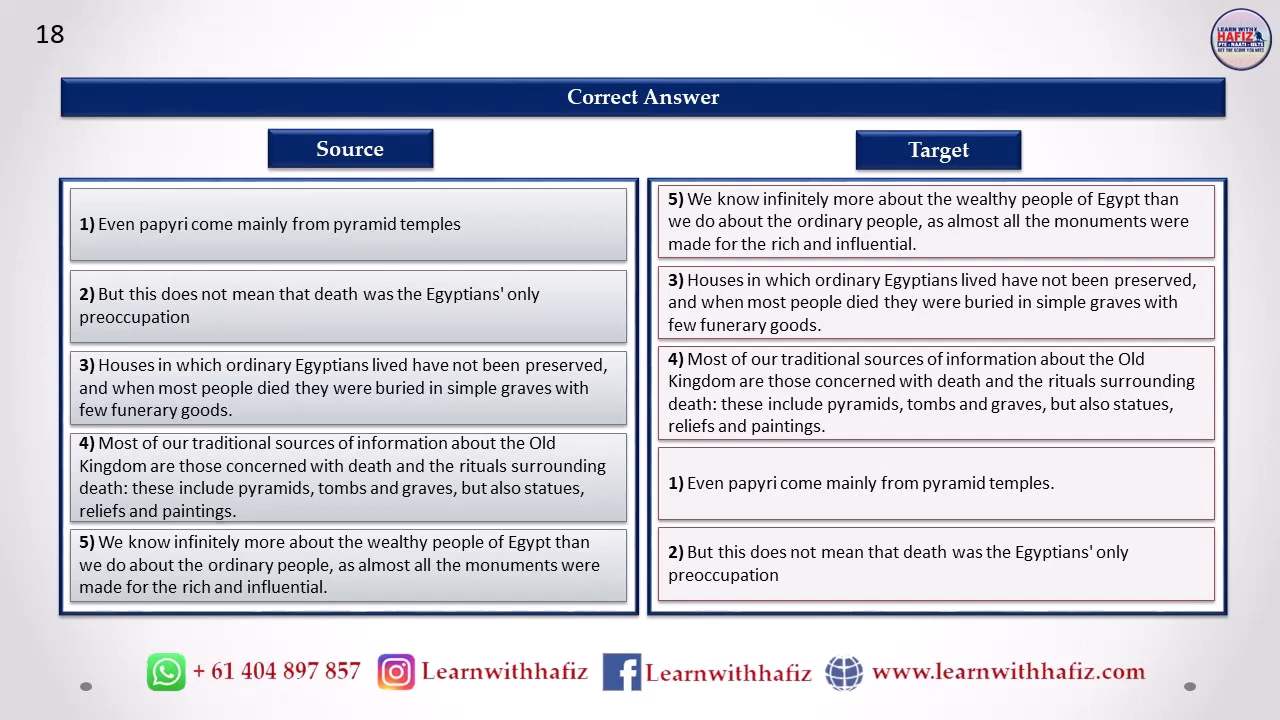 18
LEARN WITH
HAFIZ
PTE - NAATI - IELTS
GET THE SCORE YOU NEED
Correct Answer
Source
1) Even papyri come mainly from pyramid temples
2) But this does not mean that death was the Egyptians' only
preoccupation
3) Houses in which ordinary Egyptians lived have not been preserved,
and when most people died they were buried in simple graves with
few funerary goods.
4) Most of our traditional sources of information about the Old
Kingdom are those concerned with death and the rituals surrounding
death: these include pyramids, tombs and graves, but also statues,
reliefs and paintings.
5) We know infinitely more about the wealthy people of Egypt than
we do about the ordinary people, as almost all the monuments were
made for the rich and influential.
Target
5) We know infinitely more about the wealthy people of Egypt than
we do about the ordinary people, as almost all the monuments were
made for the rich and influential.
3) Houses in which ordinary Egyptians lived have not been preserved,
and when most people died they were buried in simple graves with
few funerary goods.
4) Most of our traditional sources of information about the Old
Kingdom are those concerned with death and the rituals surrounding
death: these include pyramids, tombs and graves, but also statues,
reliefs and paintings.
1) Even papyri come mainly from pyramid temples.
2) But this does not mean that death was the Egyptians' only
preoccupation
+ 61 404 897 857 Learnwithhafiz Learnwithhafiz www.learnwithhafiz.com